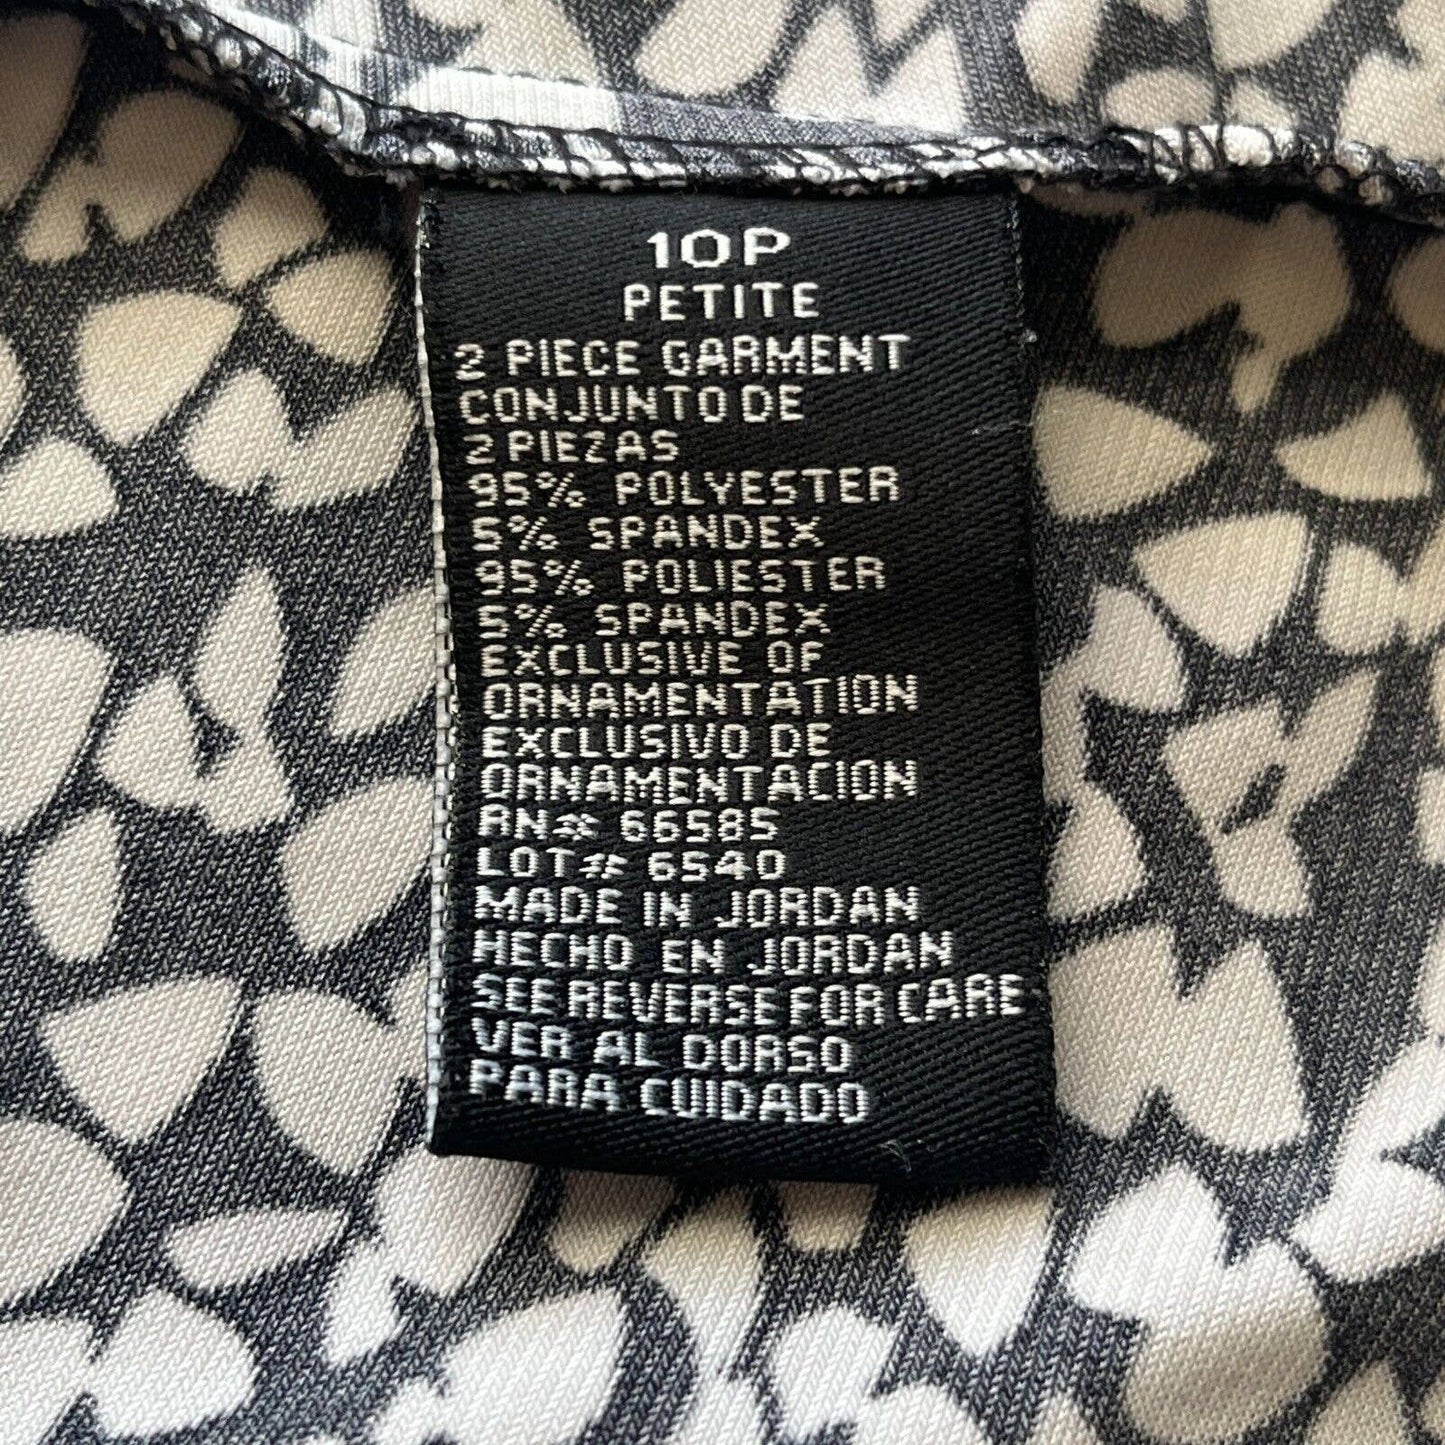 10P
PETITE
2 PIECE GARMENT
CONJUNTO DE
2 PIEZAS
95% POLYESTER
5% SPANDEX
95% POLIESTER
5% SPANDEX
EXCLUSIVE OF
ORNAMENTATION
EXCLUSIVO DE
ORNAMENTACION
RN# 66585
LOT# 6540
MADE IN JORDAN
HECHO EN JORDAN
SEE REVERSE FOR CARE
VER AL DORSO
PARA CUIDADO